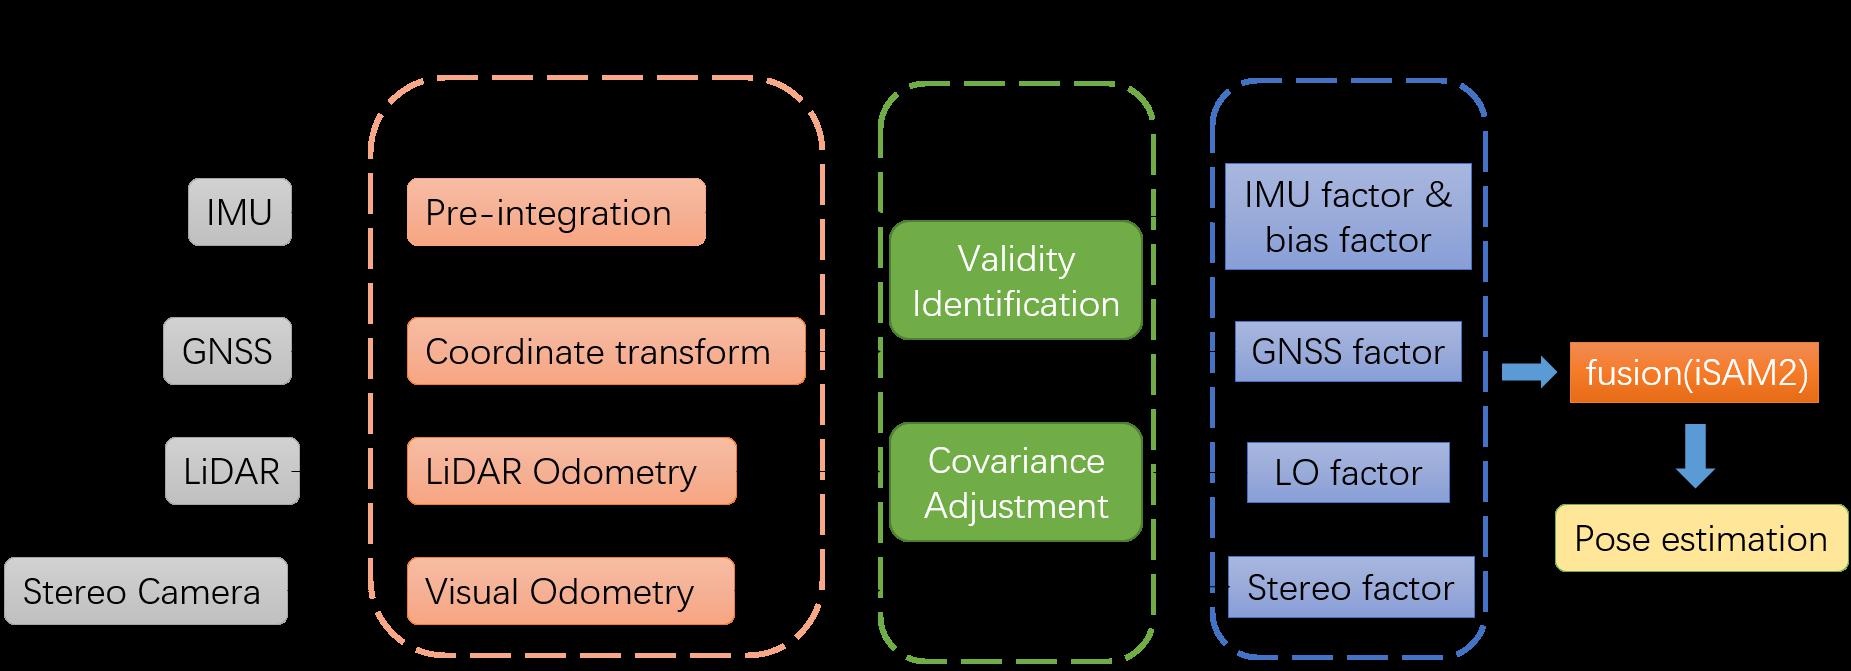 IMU
Pre-integration
IMU factor &
bias factor
Validity
Identification
GNSS
Coordinate transform
GNSS factor
fusion(iSAM2)
LiDAR
LiDAR Odometry
Covariance
Adjustment
LO factor
Pose estimation
Stereo Camera
Visual Odometry
Stereo factor